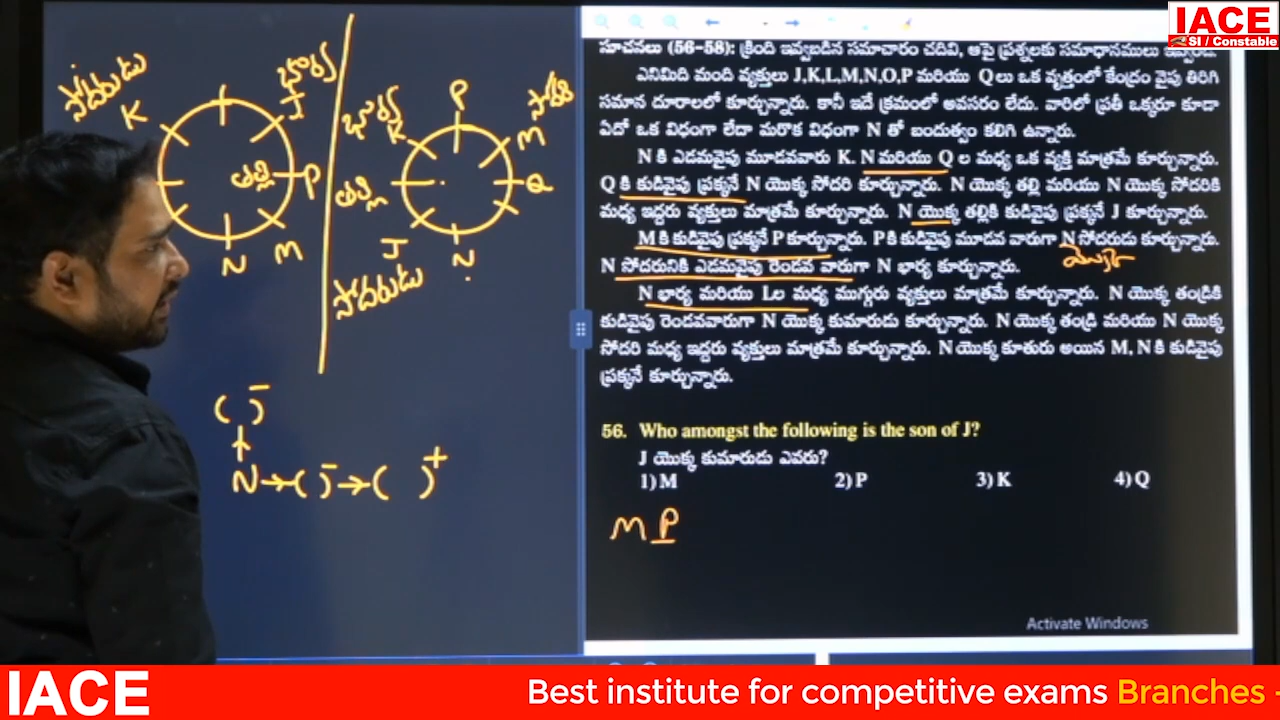 IACE
SI / Constable
సూచనలు (56-58): క్రింది ఇవ్వబడిన సమాచారం చదివి, ఆపై ప్రశ్నలకు సమాధానములు ఇవ్వండి.
ఎనిమిది మంది వ్యక్తులు J,K,L,M,N,O,P మరియు Q లు ఒక వృత్తంలో కేంద్రం వైపు తిరిగి
సమాన దూరాలలో కూర్చున్నారు. కానీ ఇదే క్రమంలో అవసరం లేదు. వారిలో ప్రతీ ఒక్కరూ కూడా
ఏదో ఒక విధంగా లేదా మరొక విధంగా N తో బంధుత్వం కలిగి ఉన్నారు.
N కి ఎడమవైపు మూడవవారు K. N మరియు Q ల మధ్య ఒక వ్యక్తి మాత్రమే కూర్చున్నారు.
Q కి కుడివైపు ప్రక్కనే N యొక్క సోదరి కూర్చున్నారు. N యొక్క తల్లి మరియు N యొక్క సోదరికి
మధ్య ఇద్దరు వ్యక్తులు మాత్రమే కూర్చున్నారు. N యొక్క తల్లికి కుడివైపు ప్రక్కనే J కూర్చున్నారు.
M కి కుడివైపు ప్రక్కనే P కూర్చున్నారు. P కి కుడివైపు మూడవ వారుగా N సోదరుడు కూర్చున్నారు.
యొక్క
N సోదరునికి ఎడమవైపు రెండవ వారుగా N భార్య కూర్చున్నారు.
N భార్య మరియు Lల మధ్య ముగ్గురు వ్యక్తులు మాత్రమే కూర్చున్నారు. N యొక్క తండ్రికి
కుడివైపు రెండవవారుగా N యొక్క కుమారుడు కూర్చున్నారు. N యొక్క తండ్రి మరియు N యొక్క
సోదరి మధ్య ఇద్దరు వ్యక్తులు మాత్రమే కూర్చున్నారు. N యొక్క కూతురు అయిన M, N కి కుడివైపు
ప్రక్కనే కూర్చున్నారు.
56. Who amongst the following is the son of J?
J యొక్క కుమారుడు ఎవరు?
1) M 2) P 3) K 4) Q
M P
సోదరుడు
K
భార్య
J
తల్లి P
N M
P
భార్య
K M
తల్లి Q
J N
సోదరుడు
( )-
N → ( )- → ( )+
Activate Windows
IACE Best institute for competitive exams Branches -